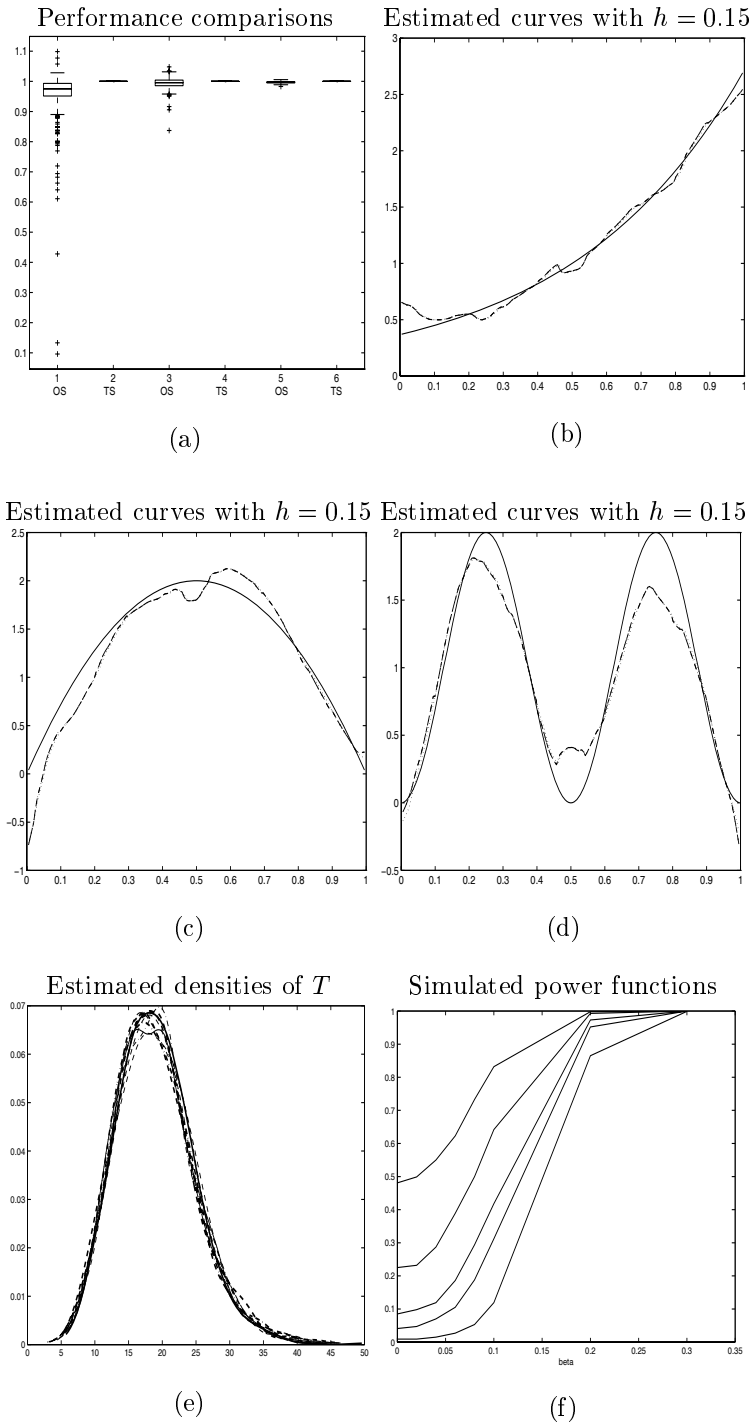 Performance comparisons
1.1
1
0.9
0.8
0.7
0.6
0.5
0.4
0.3
0.2
0.1
1 2 3 4 5 6
OS TS OS TS OS TS
(a)
Estimated curves with h = 0.15
3
2.5
2
1.5
1
0.5
0
0 0.1 0.2 0.3 0.4 0.5 0.6 0.7 0.8 0.9 1
(b)
Estimated curves with h = 0.15
2.5
2
1.5
1
0.5
0
−0.5
−1
0 0.1 0.2 0.3 0.4 0.5 0.6 0.7 0.8 0.9 1
(c)
Estimated curves with h = 0.15
2
1.5
1
0.5
0
−0.5
0 0.1 0.2 0.3 0.4 0.5 0.6 0.7 0.8 0.9 1
(d)
Estimated densities of T
0.07
0.06
0.05
0.04
0.03
0.02
0.01
0
0 5 10 15 20 25 30 35 40 45 50
(e)
Simulated power functions
1
0.9
0.8
0.7
0.6
0.5
0.4
0.3
0.2
0.1
0
0 0.05 0.1 0.15 0.2 0.25 0.3 0.35
beta
(f)